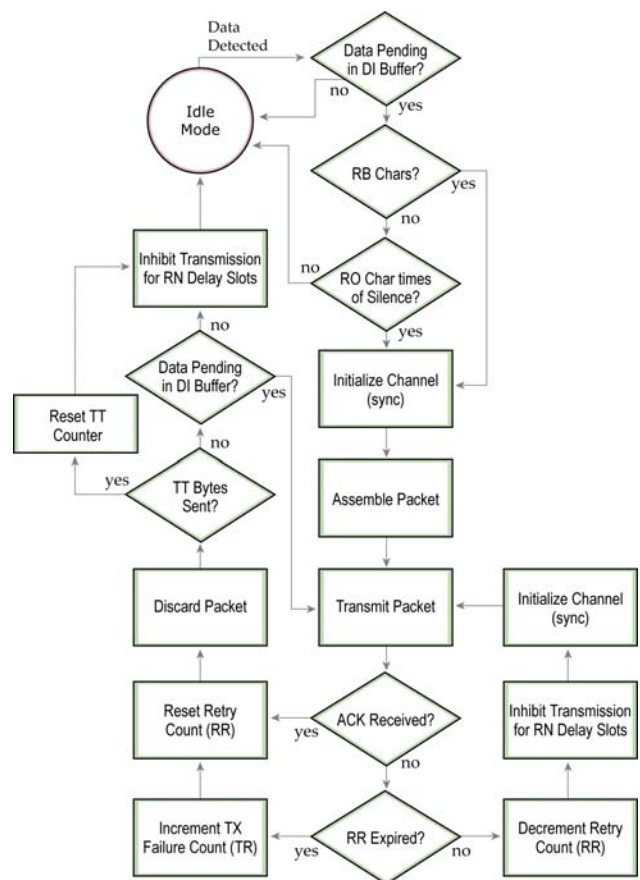 Data
Detected
Data Pending
in DI Buffer?
no
yes
Idle
Mode
RB Chars?
yes
no
Inhibit Transmission
for RN Delay Slots
no
RO Char times
of Silence?
yes
no
Data Pending
in DI Buffer?
yes
Initialize Channel
(sync)
Reset TT
Counter
no
yes
TT Bytes
Sent?
Assemble Packet
Discard Packet
Transmit Packet
Initialize Channel
(sync)
Reset Retry
Count (RR)
yes
ACK Received?
no
Inhibit Transmission
for RN Delay Slots
Increment TX
Failure Count (TR)
yes
RR Expired?
no
Decrement Retry
Count (RR)